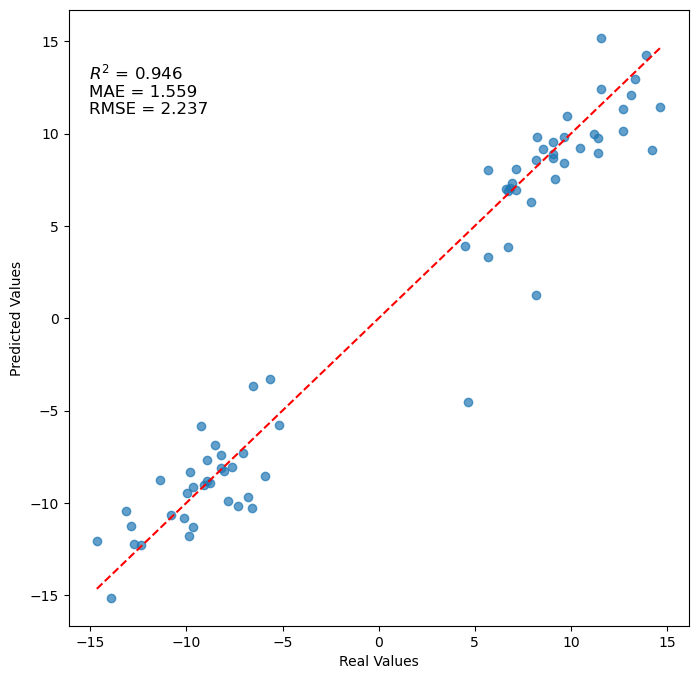 R² = 0.946
MAE = 1.559
RMSE = 2.237
15
10
5
0
−5
−10
−15
Predicted Values
−15 −10 −5 0 5 10 15
Real Values